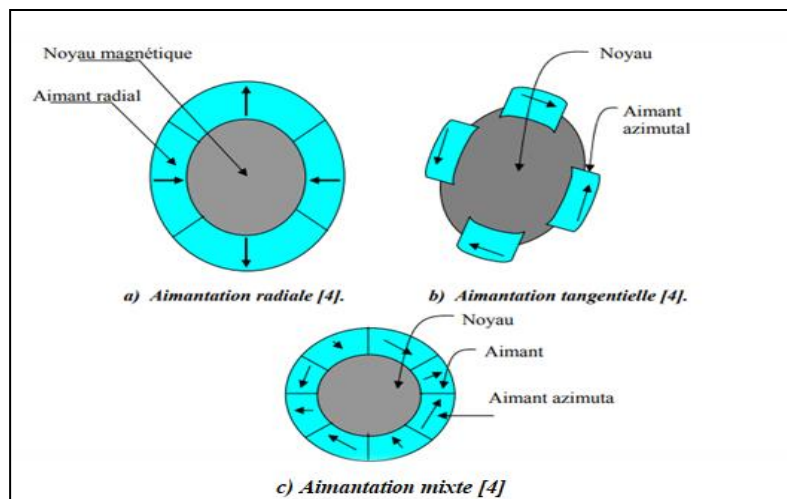 Noyau magnétique
Aimant radial
Noyau
Aimant
azimutal
a) Aimantation radiale [4].
b) Aimantation tangentielle [4].
Noyau
Aimant
Aimant azimuta
c) Aimantation mixte [4]